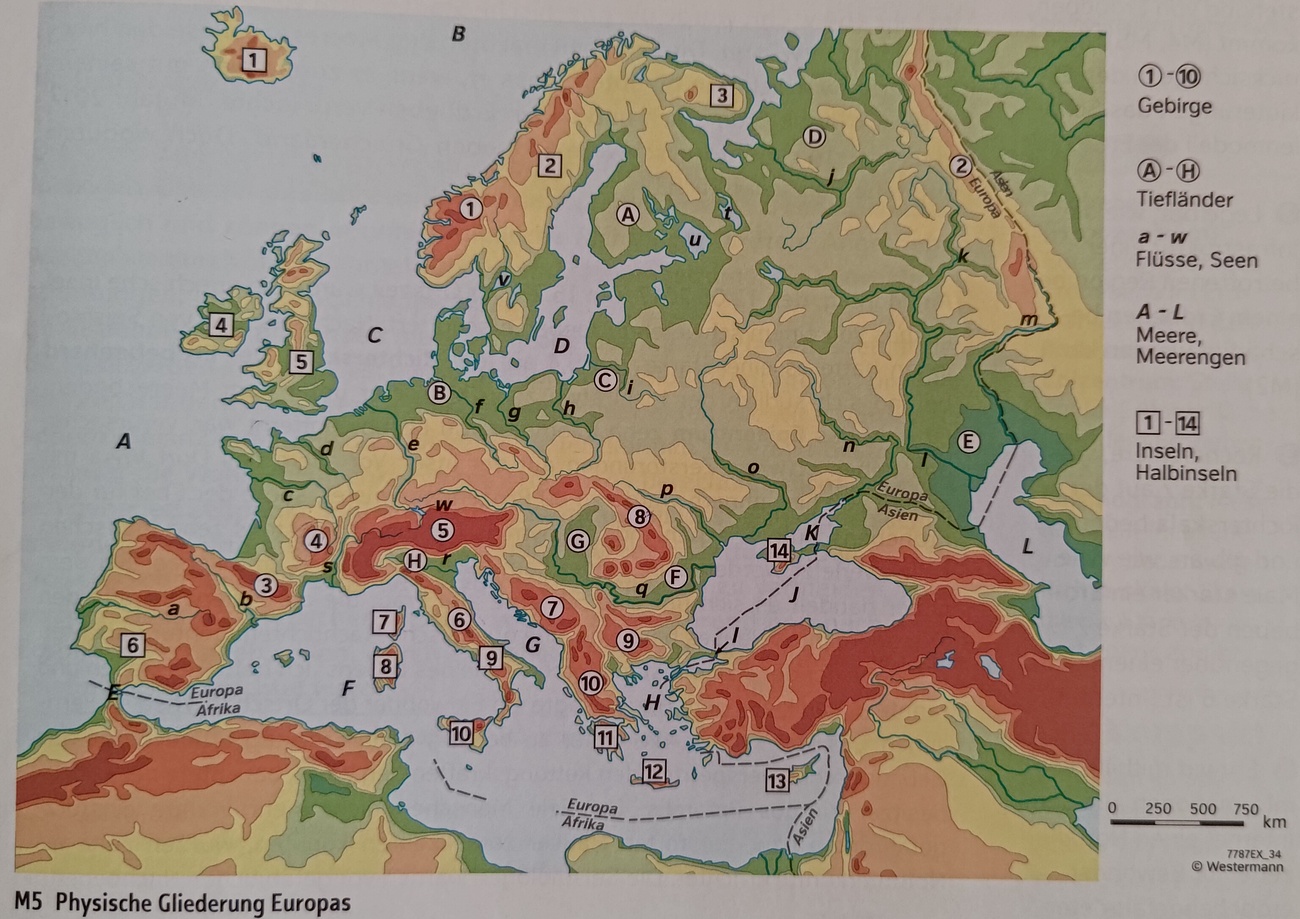 B
1
①-⑩
Gebirge
3
D
Ⓐ-Ⓗ
Tiefländer
2
j
2
Asien
Europa
1
A
t
u
a - w
Flüsse, Seen
k
v
4
C
5
D
m
A - L
Meere,
Meerengen
B
f
g
h
C
i
1-14
Inseln,
Halbinseln
A
d
e
n
E
c
o
l
w
p
Europa
Asien
4
5
8
G
14
K
L
s
H
r
F
3
b
q
J
a
7
6
7
6
9
I
8
9
G
10
E
Europa
Afrika
F
H
10
11
12
13
Europa
Afrika
Asien
0 250 500 750 km
7787EX_34
© Westermann
M5 Physische Gliederung Europas